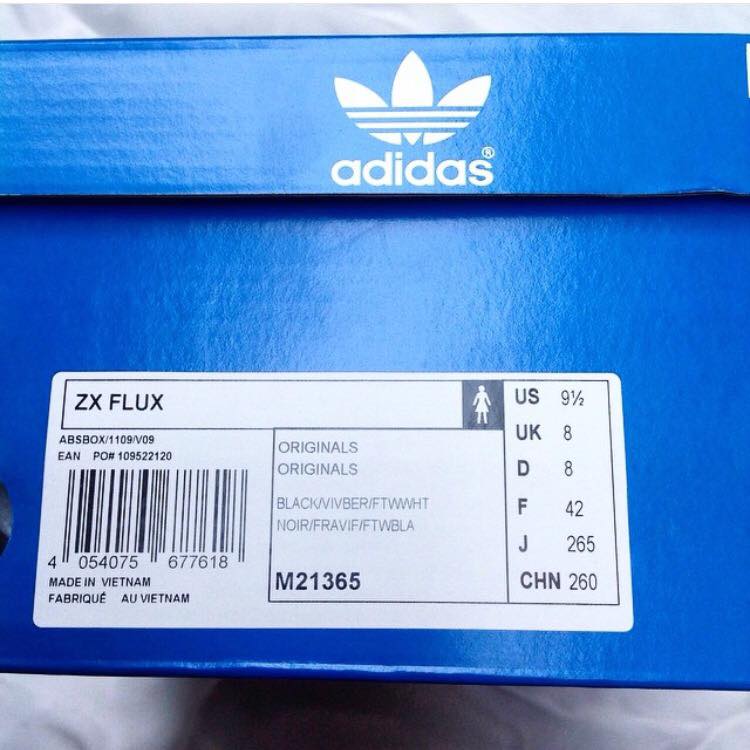 adidas®
ZX FLUX
ABSBOX/1109/V09
EAN PO# 109522120
4 054075 677618
MADE IN VIETNAM
FABRIQUÉ AU VIETNAM
ORIGINALS
ORIGINALS
BLACK/VIVBER/FTWWHT
NOIR/FRAVIF/FTWBLA
M21365
US 9½
UK 8
D 8
F 42
J 265
CHN 260